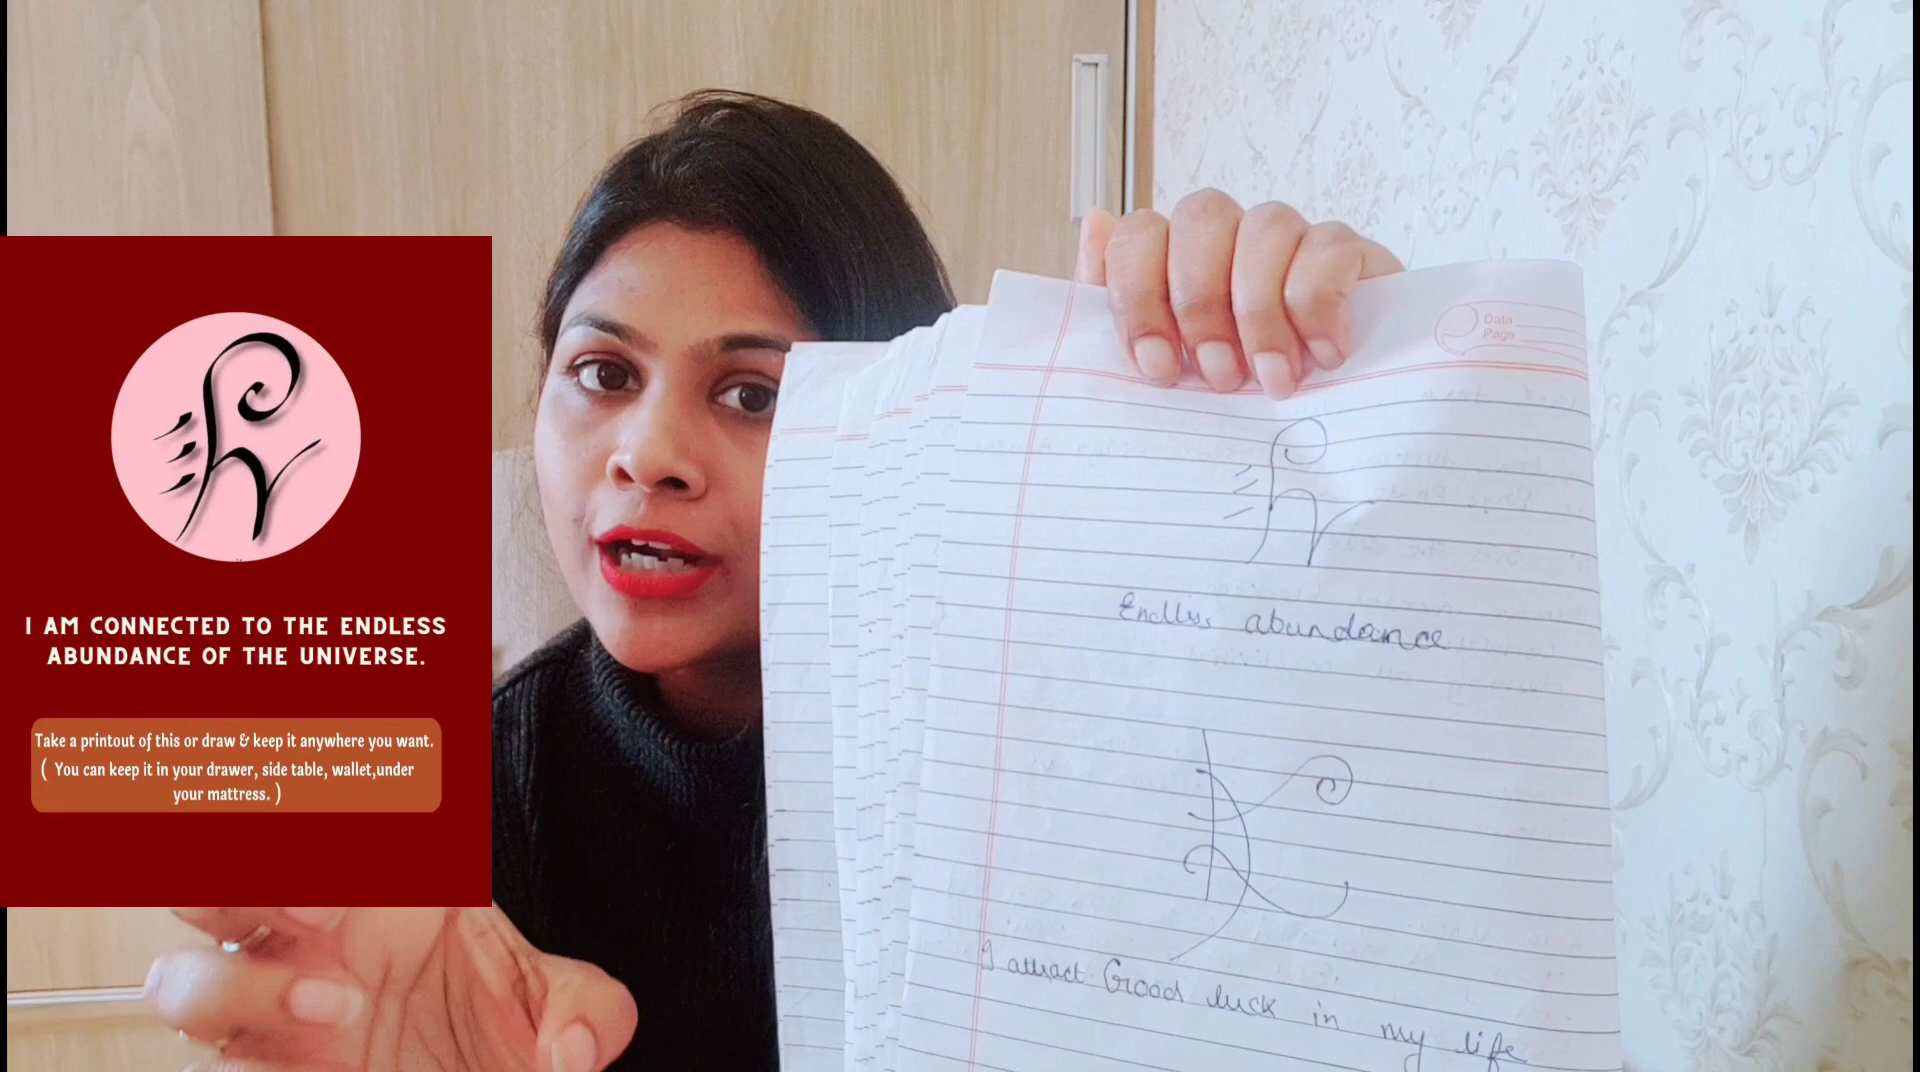 I AM CONNECTED TO THE ENDLESS
ABUNDANCE OF THE UNIVERSE.
Take a printout of this or draw & keep it anywhere you want.
( You can keep it in your drawer, side table, wallet,under
your mattress. )
Data
Page
Endless abundance
I attract Good luck in my life